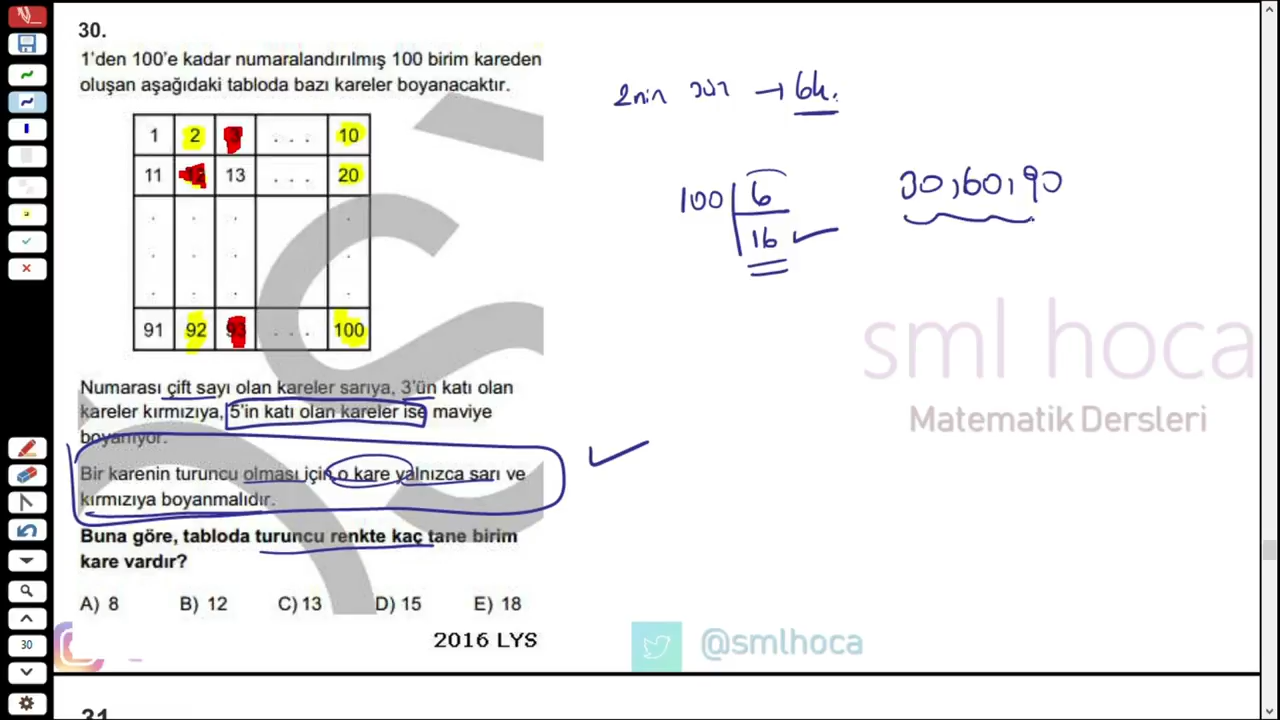 30.
1'den 100'e kadar numaralandırılmış 100 birim kareden
oluşan aşağıdaki tabloda bazı kareler boyanacaktır.
1 2 3 . . . 10
11 12 13 . . . 20
. . . .
. . . .
. . . .
91 92 93 . . . 100
Numarası çift sayı olan kareler sarıya, 3'ün katı olan
kareler kırmızıya, 5'in katı olan kareler ise maviye
boyanıyor.
Bir karenin turuncu olması için o kare yalnızca sarı ve
kırmızıya boyanmalıdır.
Buna göre, tabloda turuncu renkte kaç tane birim
kare vardır?
A) 8 B) 12 C) 13 D) 15 E) 18
2016 LYS
2nin 3ün → 6k.
100 6
16
30, 60, 90
sml hoca
Matematik Dersleri
@smlhoca
30
31